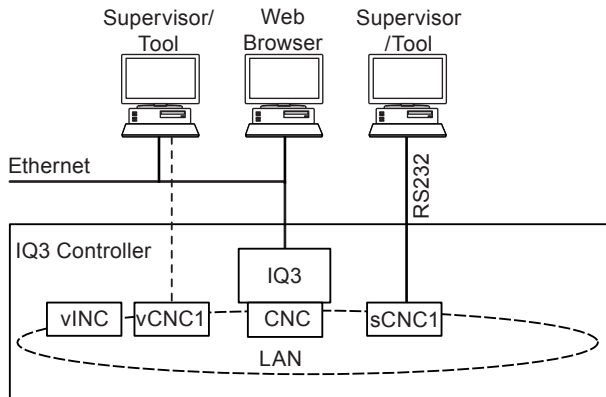 Supervisor/
Tool
Web
Browser
Supervisor
/Tool
Ethernet
RS232
IQ3 Controller
IQ3
vINC
vCNC1
CNC
sCNC1
LAN